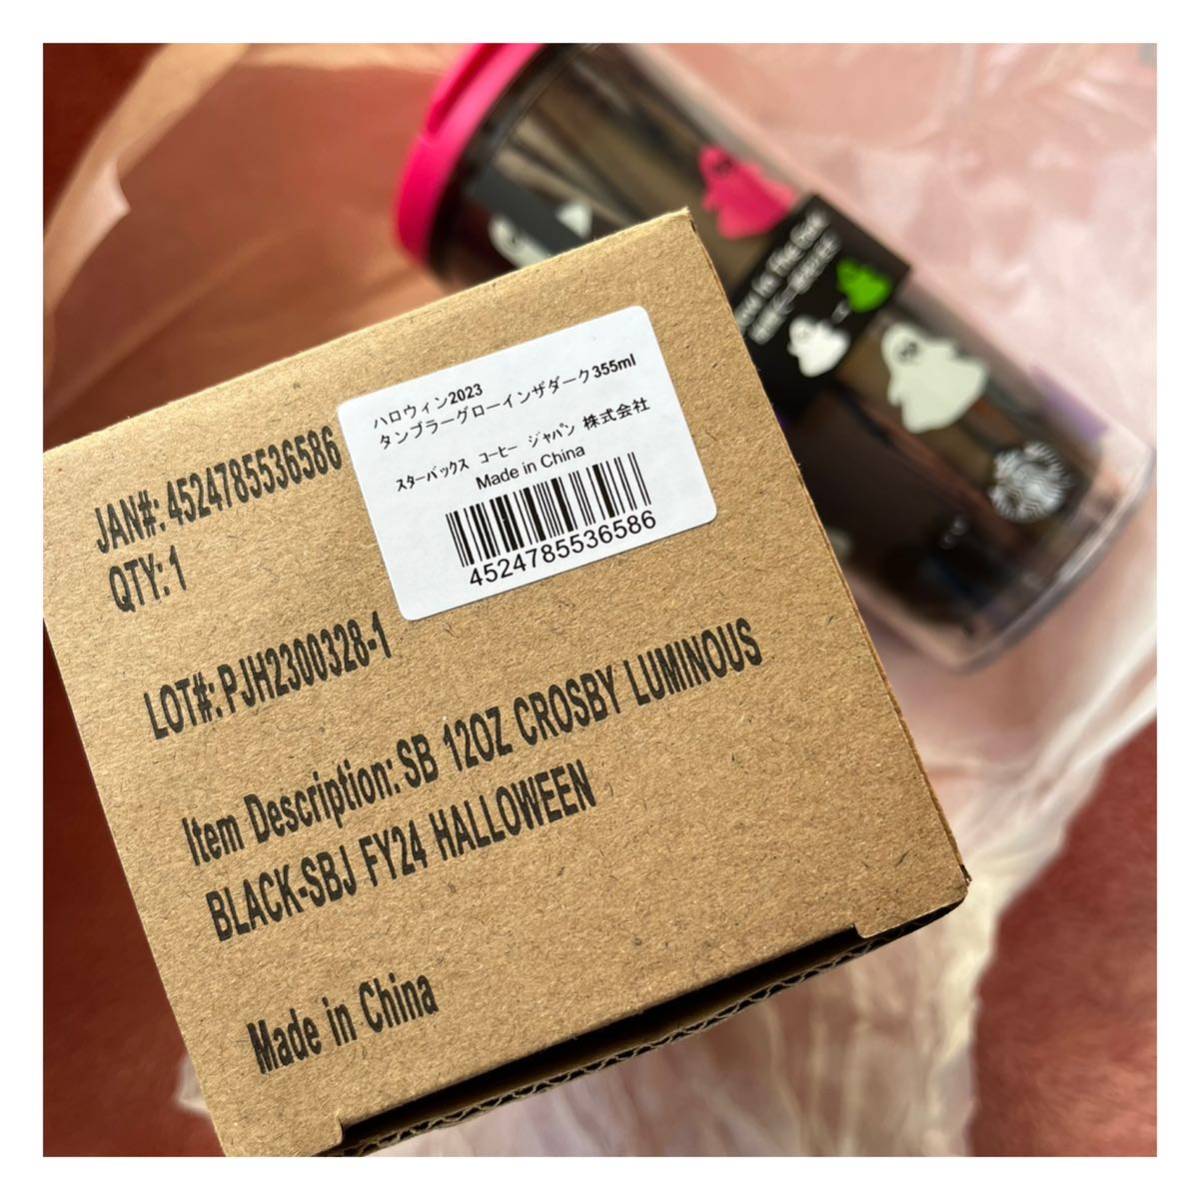 ハロウィン2023
タンブラーグローインザダーク355ml
スターバックス コーヒー ジャパン 株式会社
Made in China
4524785536586
JAN#: 4524785536586
QTY: 1
LOT#: PJH2300328-1
Item Description: SB 12OZ CROSBY LUMINOUS
BLACK-SBJ FY24 HALLOWEEN
Made in China
in the